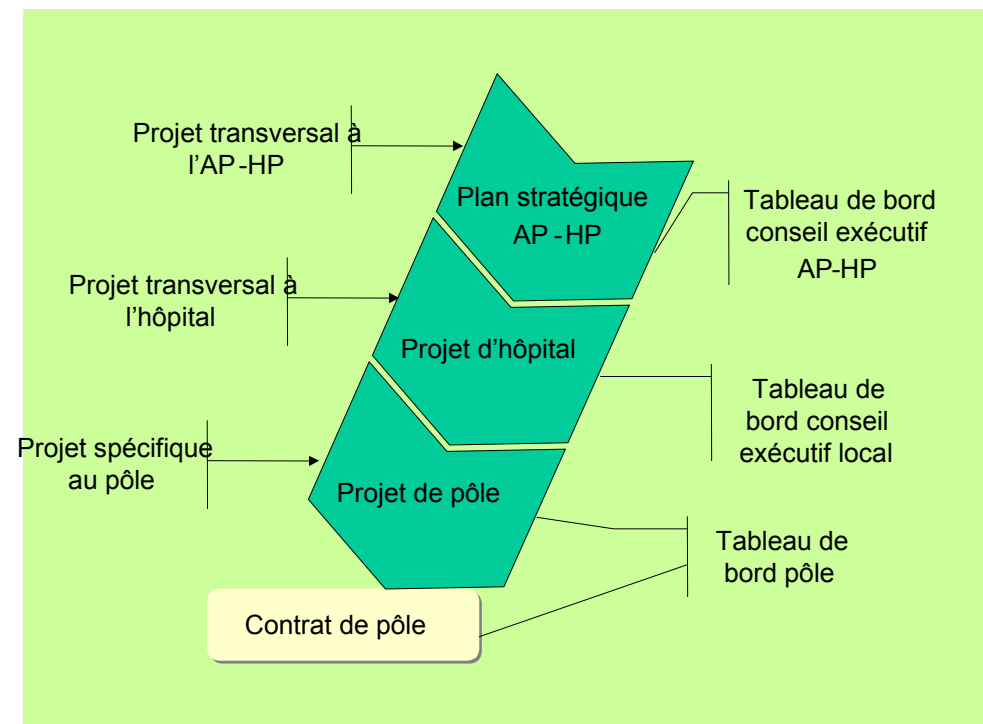 Projet transversal à
l'AP-HP
Plan stratégique
AP-HP
Tableau de bord
conseil exécutif
AP-HP
Projet transversal à
l'hôpital
Projet d'hôpital
Tableau de
bord conseil
exécutif local
Projet spécifique
au pôle
Projet de pôle
Tableau de
bord pôle
Contrat de pôle